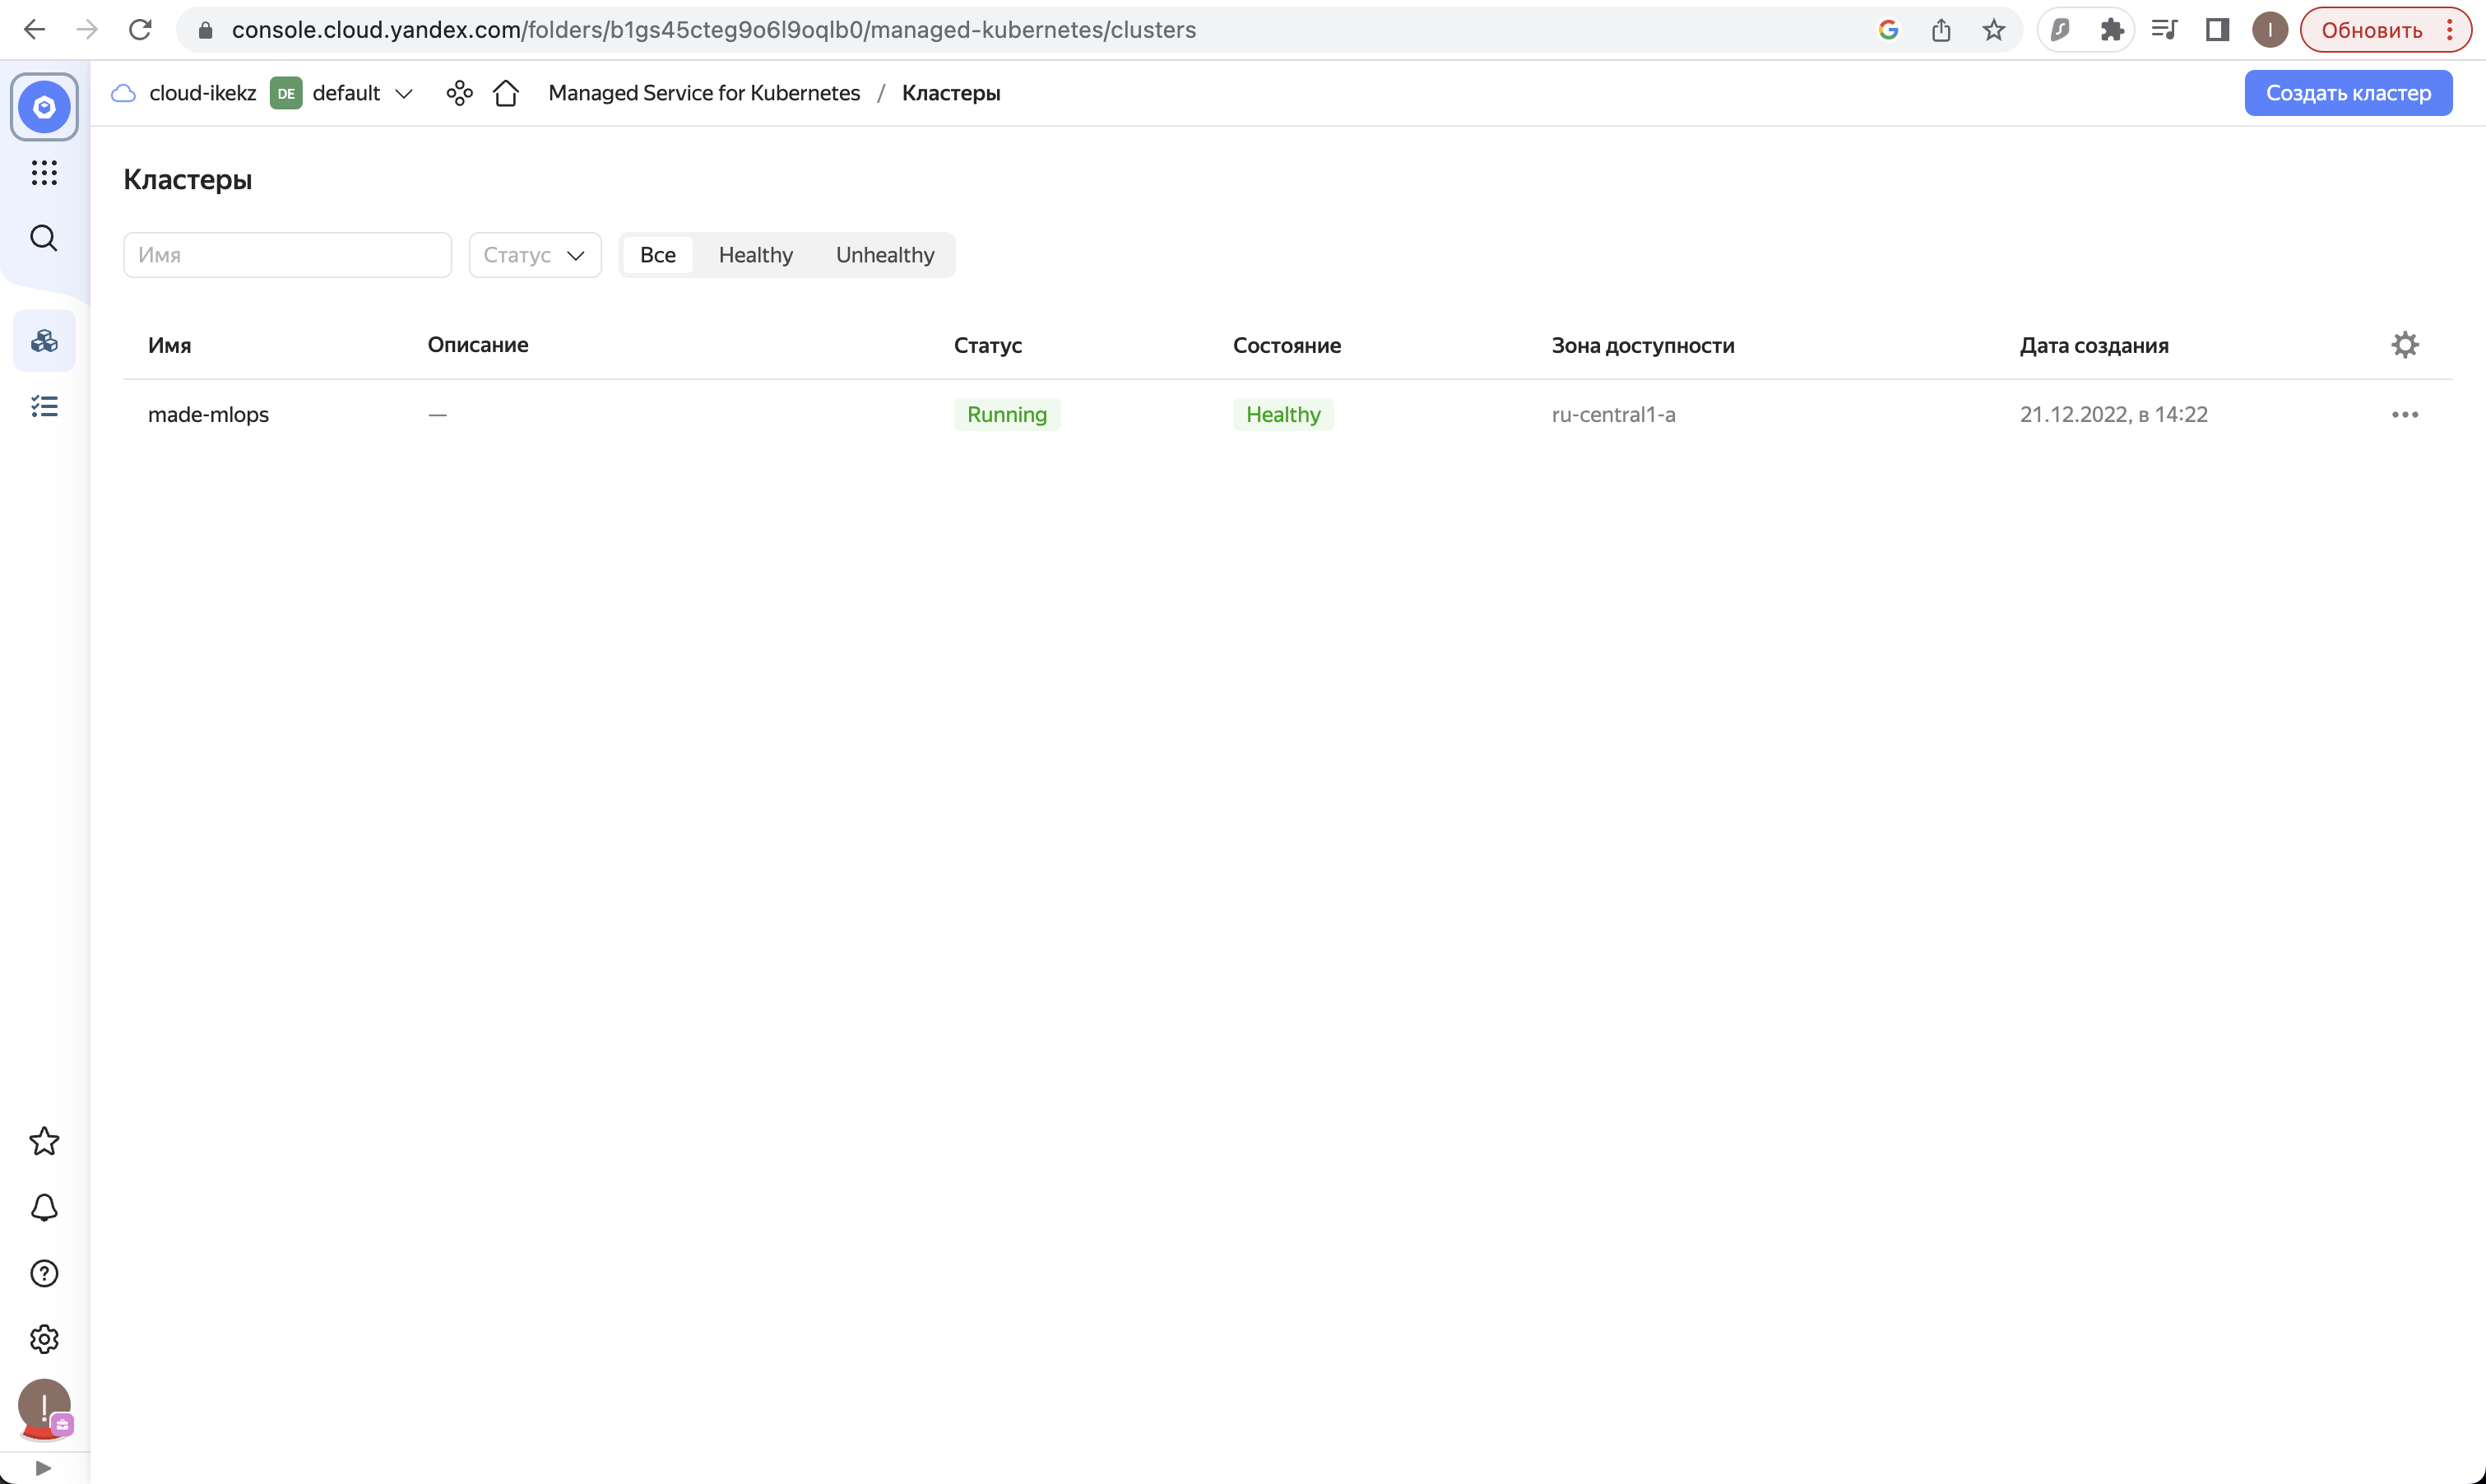 console.cloud.yandex.com/folders/b1gs45cteg9o6l9oqlb0/managed-kubernetes/clusters
I
Обновить
cloud-ikekz DE default Managed Service for Kubernetes / Кластеры
Создать кластер
Кластеры
Имя Статус Все Healthy Unhealthy
Имя Описание Статус Состояние Зона доступности Дата создания
made-mlops — Running Healthy ru-central1-a 21.12.2022, в 14:22